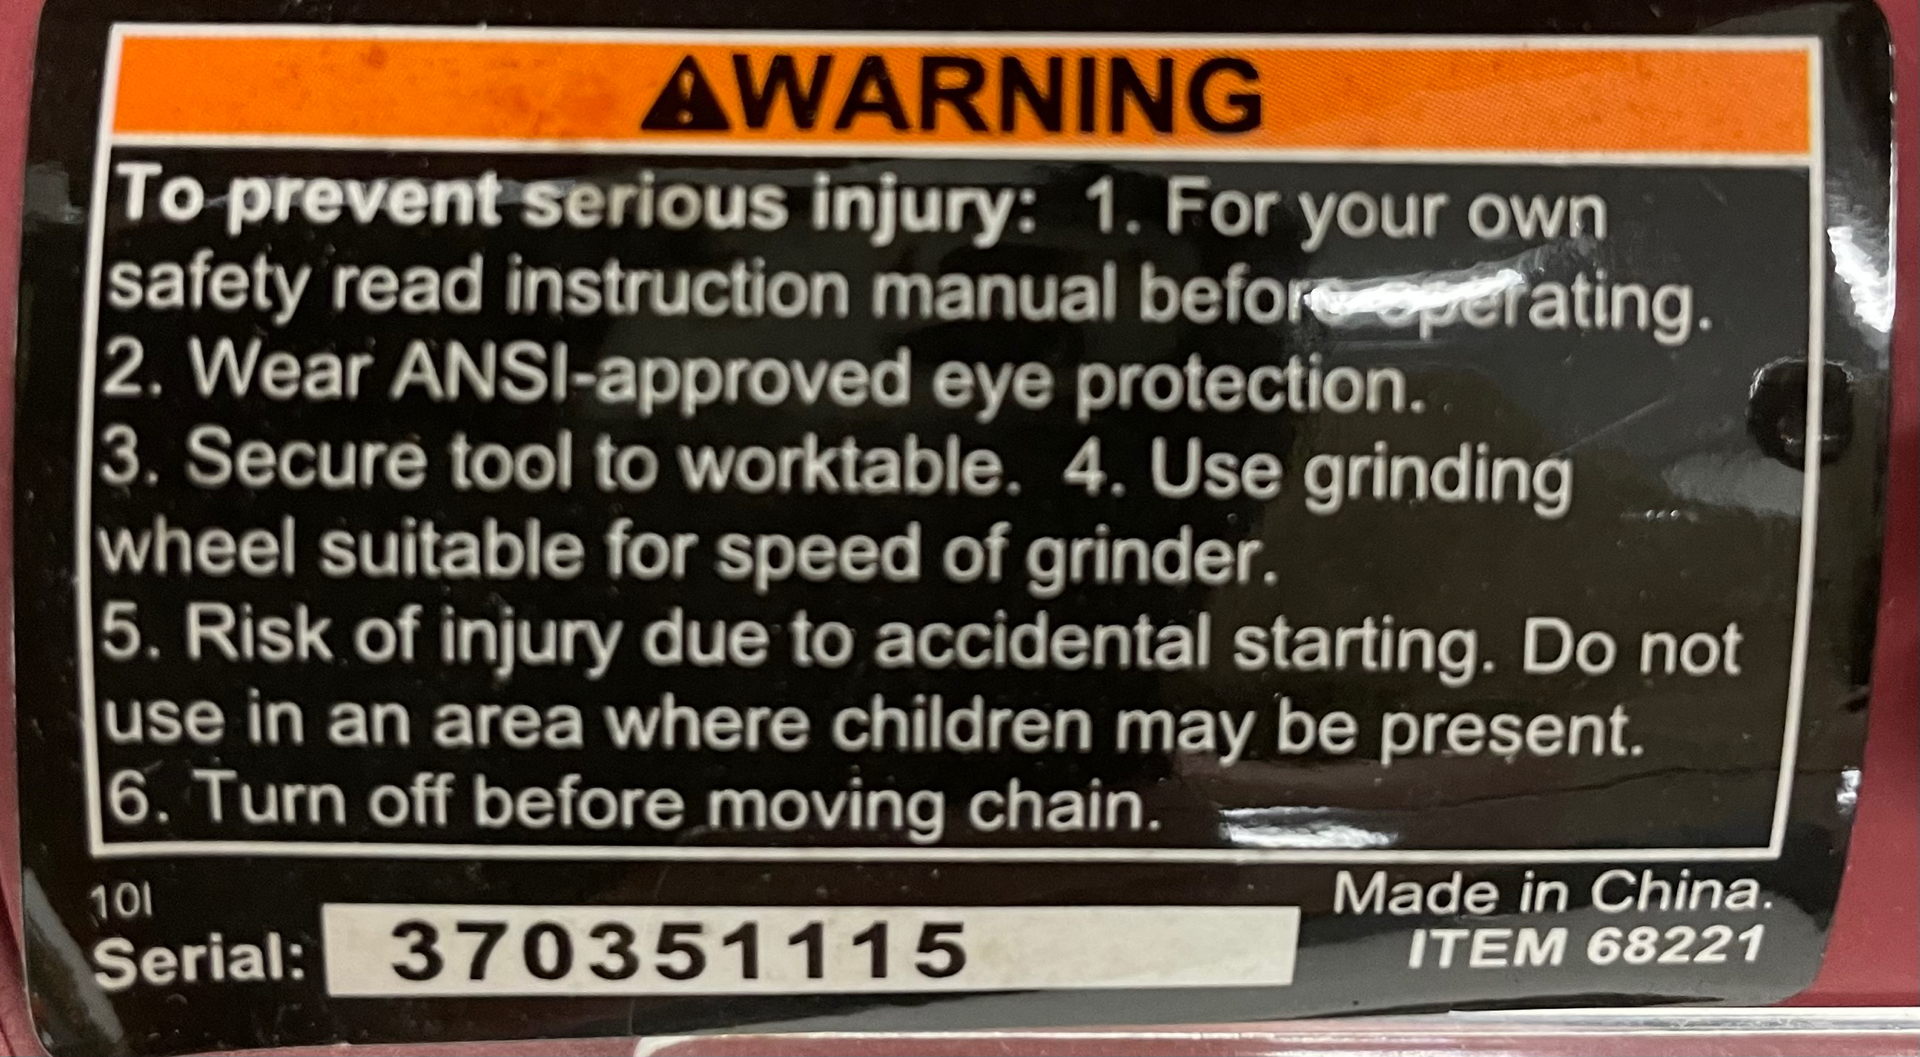 ⚠WARNING
To prevent serious injury: 1. For your own
safety read instruction manual before operating.
2. Wear ANSI-approved eye protection.
3. Secure tool to worktable. 4. Use grinding
wheel suitable for speed of grinder.
5. Risk of injury due to accidental starting. Do not
use in an area where children may be present.
6. Turn off before moving chain.
10l
Made in China.
Serial: 370351115
ITEM 68221